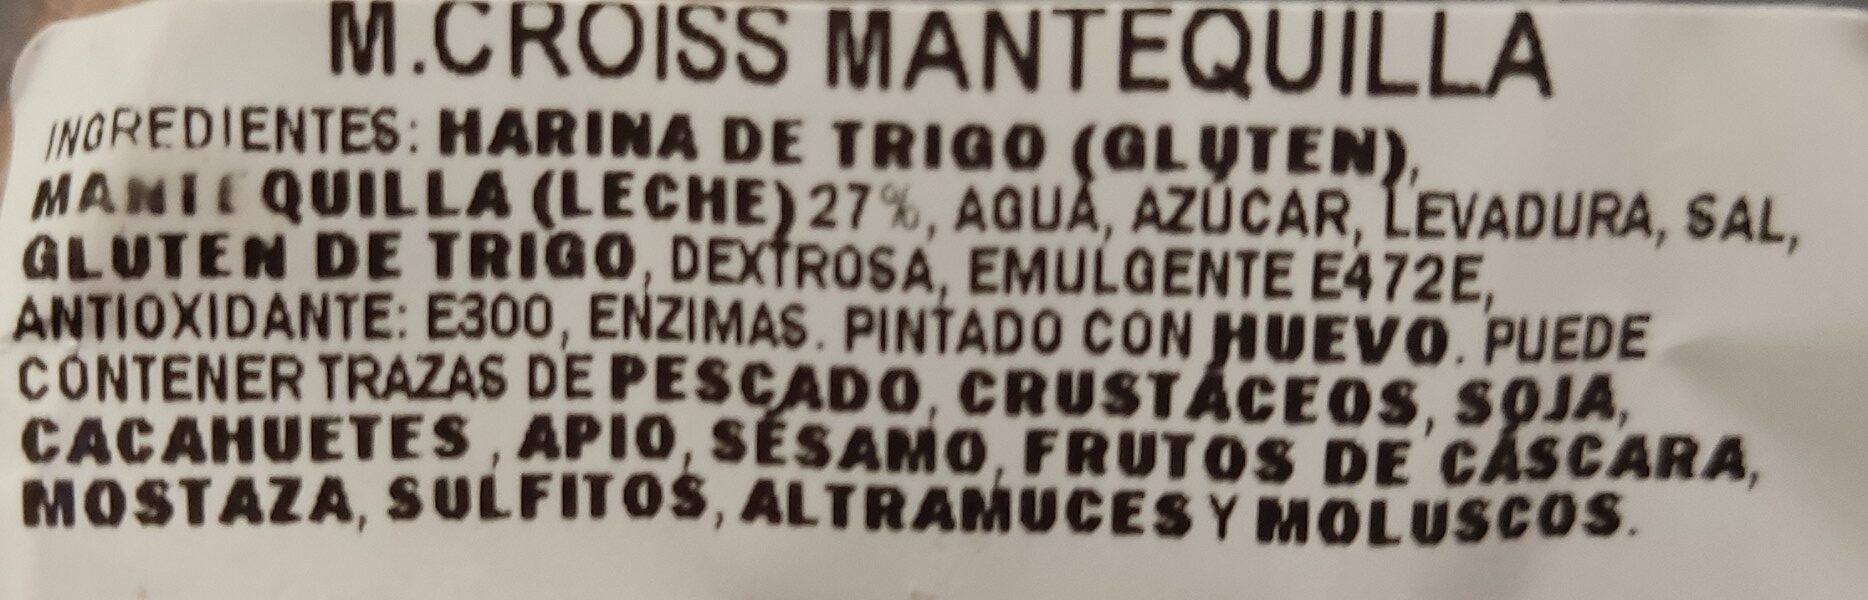 M.CROISS MANTEQUILLA
INGREDIENTES: HARINA DE TRIGO (GLUTEN),
MANTEQUILLA (LECHE) 27%, AGUA, AZÚCAR, LEVADURA, SAL,
GLUTEN DE TRIGO, DEXTROSA, EMULGENTE E472E,
ANTIOXIDANTE: E300, ENZIMAS. PINTADO CON HUEVO. PUEDE
CONTENER TRAZAS DE PESCADO, CRUSTÁCEOS, SOJA,
CACAHUETES , APIO, SÉSAMO, FRUTOS DE CÁSCARA,
MOSTAZA, SULFITOS, ALTRAMUCES Y MOLUSCOS.